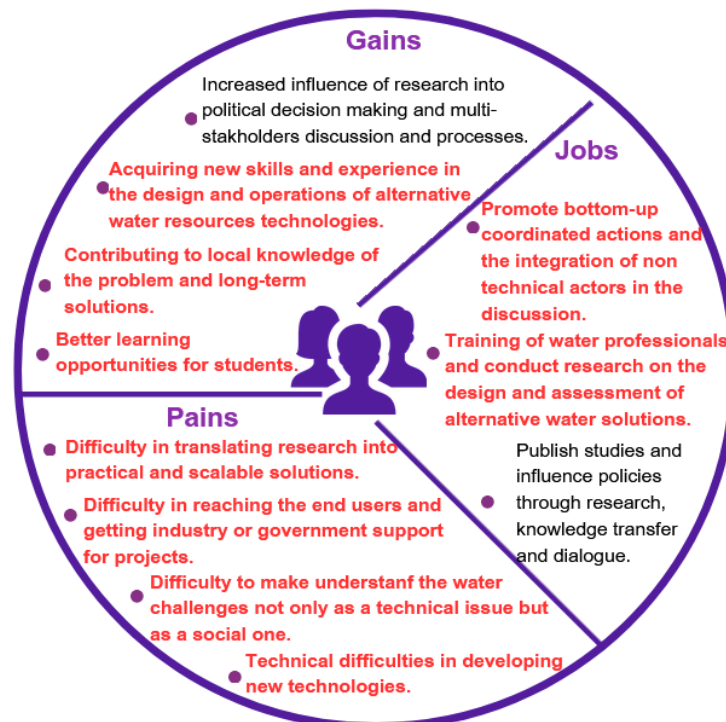 Gains
Increased influence of research into
political decision making and multi-
stakholders discussion and processes.
Acquiring new skills and experience in
the design and operations of alternative
water resources technologies.
Contributing to local knowledge of
the problem and long-term
solutions.
Better learning
opportunities for students.
Jobs
Promote bottom-up
coordinated actions and
the integration of non
technical actors in the
discussion.
Training of water professionals
and conduct research on the
design and assessment of
alternative water solutions.
Publish studies and
influence policies
through research,
knowledge transfer
and dialogue.
Pains
Difficulty in translating research into
practical and scalable solutions.
Difficulty in reaching the end users and
getting industry or government support
for projects.
Difficulty to make understanf the water
challenges not only as a technical issue but
as a social one.
Technical difficulties in developing
new technologies.